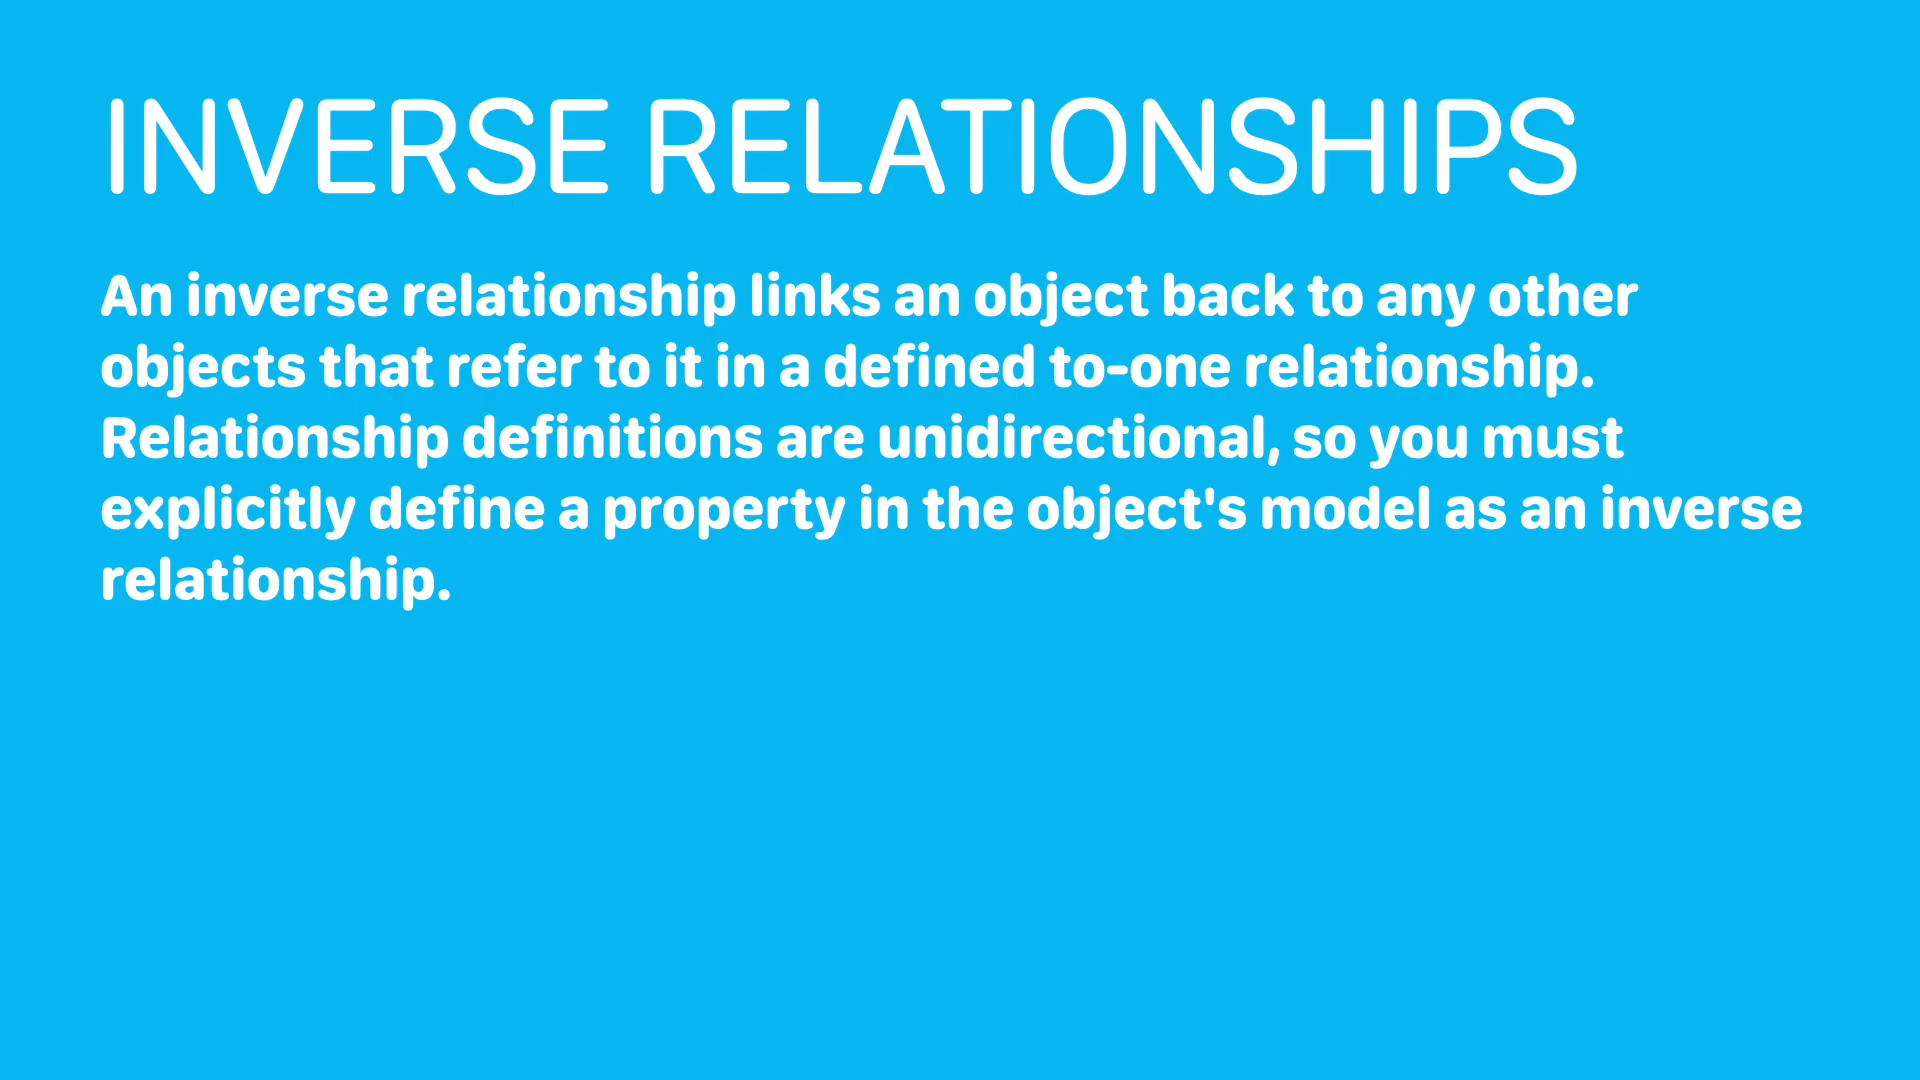 INVERSE RELATIONSHIPS
An inverse relationship links an object back to any other
objects that refer to it in a defined to-one relationship.
Relationship definitions are unidirectional, so you must
explicitly define a property in the object's model as an inverse
relationship.